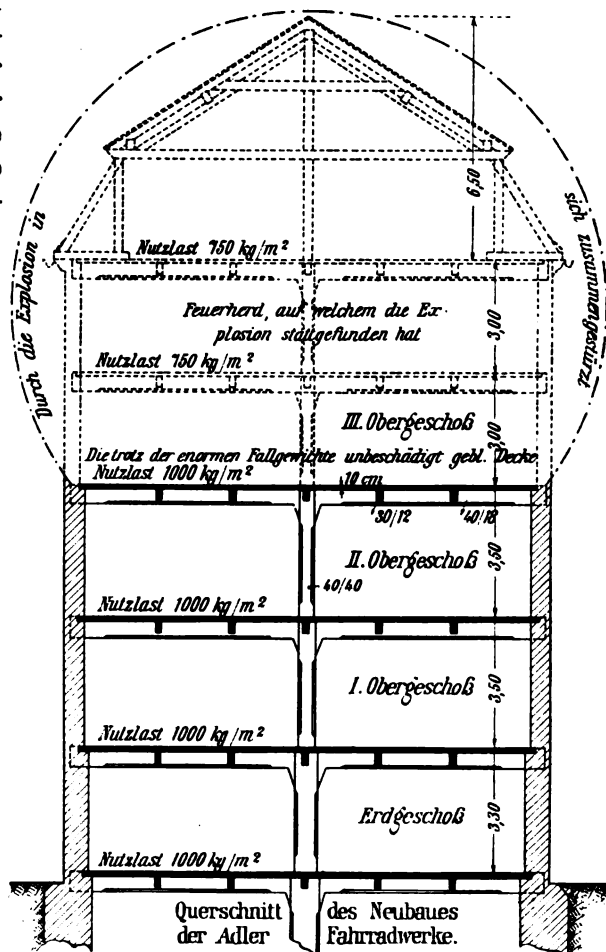 6,50
Durch die Explosion in
sich zusammengestürzt
Nutzlast 750 kg/m²
Feuerherd, auf welchem die Ex-
plosion stattgefunden hat
3,00
Nutzlast 750 kg/m²
III. Obergeschoß
3,00
Die trotz der enormen Fallgewichte unbeschädigt gebl. Decke
Nutzlast 1000 kg/m²
10 cm
30/12
40/18
II. Obergeschoß
3,50
40/40
Nutzlast 1000 kg/m²
I. Obergeschoß
3,50
Nutzlast 1000 kg/m²
Erdgeschoß
3,30
Nutzlast 1000 kg/m²
Querschnitt des Neubaues
der Adler Fahrradwerke.